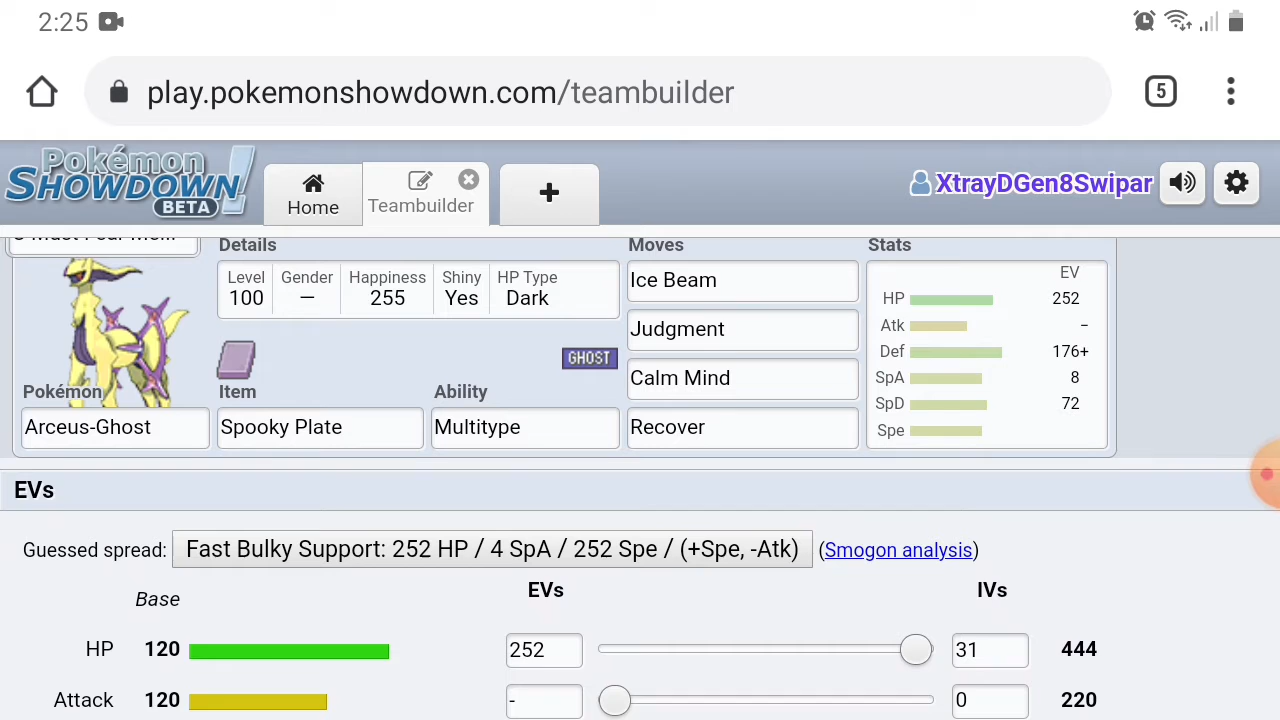 2:25
play.pokemonshowdown.com/teambuilder
5
Pokémon
SHOWDOWN!
BETA
Home
Teambuilder
XtrayDGen8Swipar
Details
Moves
Stats
Level
Gender
Happiness
Shiny
HP Type
100
—
255
Yes
Dark
Ice Beam
Judgment
Calm Mind
Recover
EV
HP 252
Atk –
Def 176+
SpA 8
SpD 72
Spe
GHOST
Pokémon
Item
Ability
Arceus-Ghost
Spooky Plate
Multitype
EVs
Guessed spread: Fast Bulky Support: 252 HP / 4 SpA / 252 Spe / (+Spe, -Atk) (Smogon analysis)
Base EVs IVs
HP 120 252 31 444
Attack 120 - 0 220